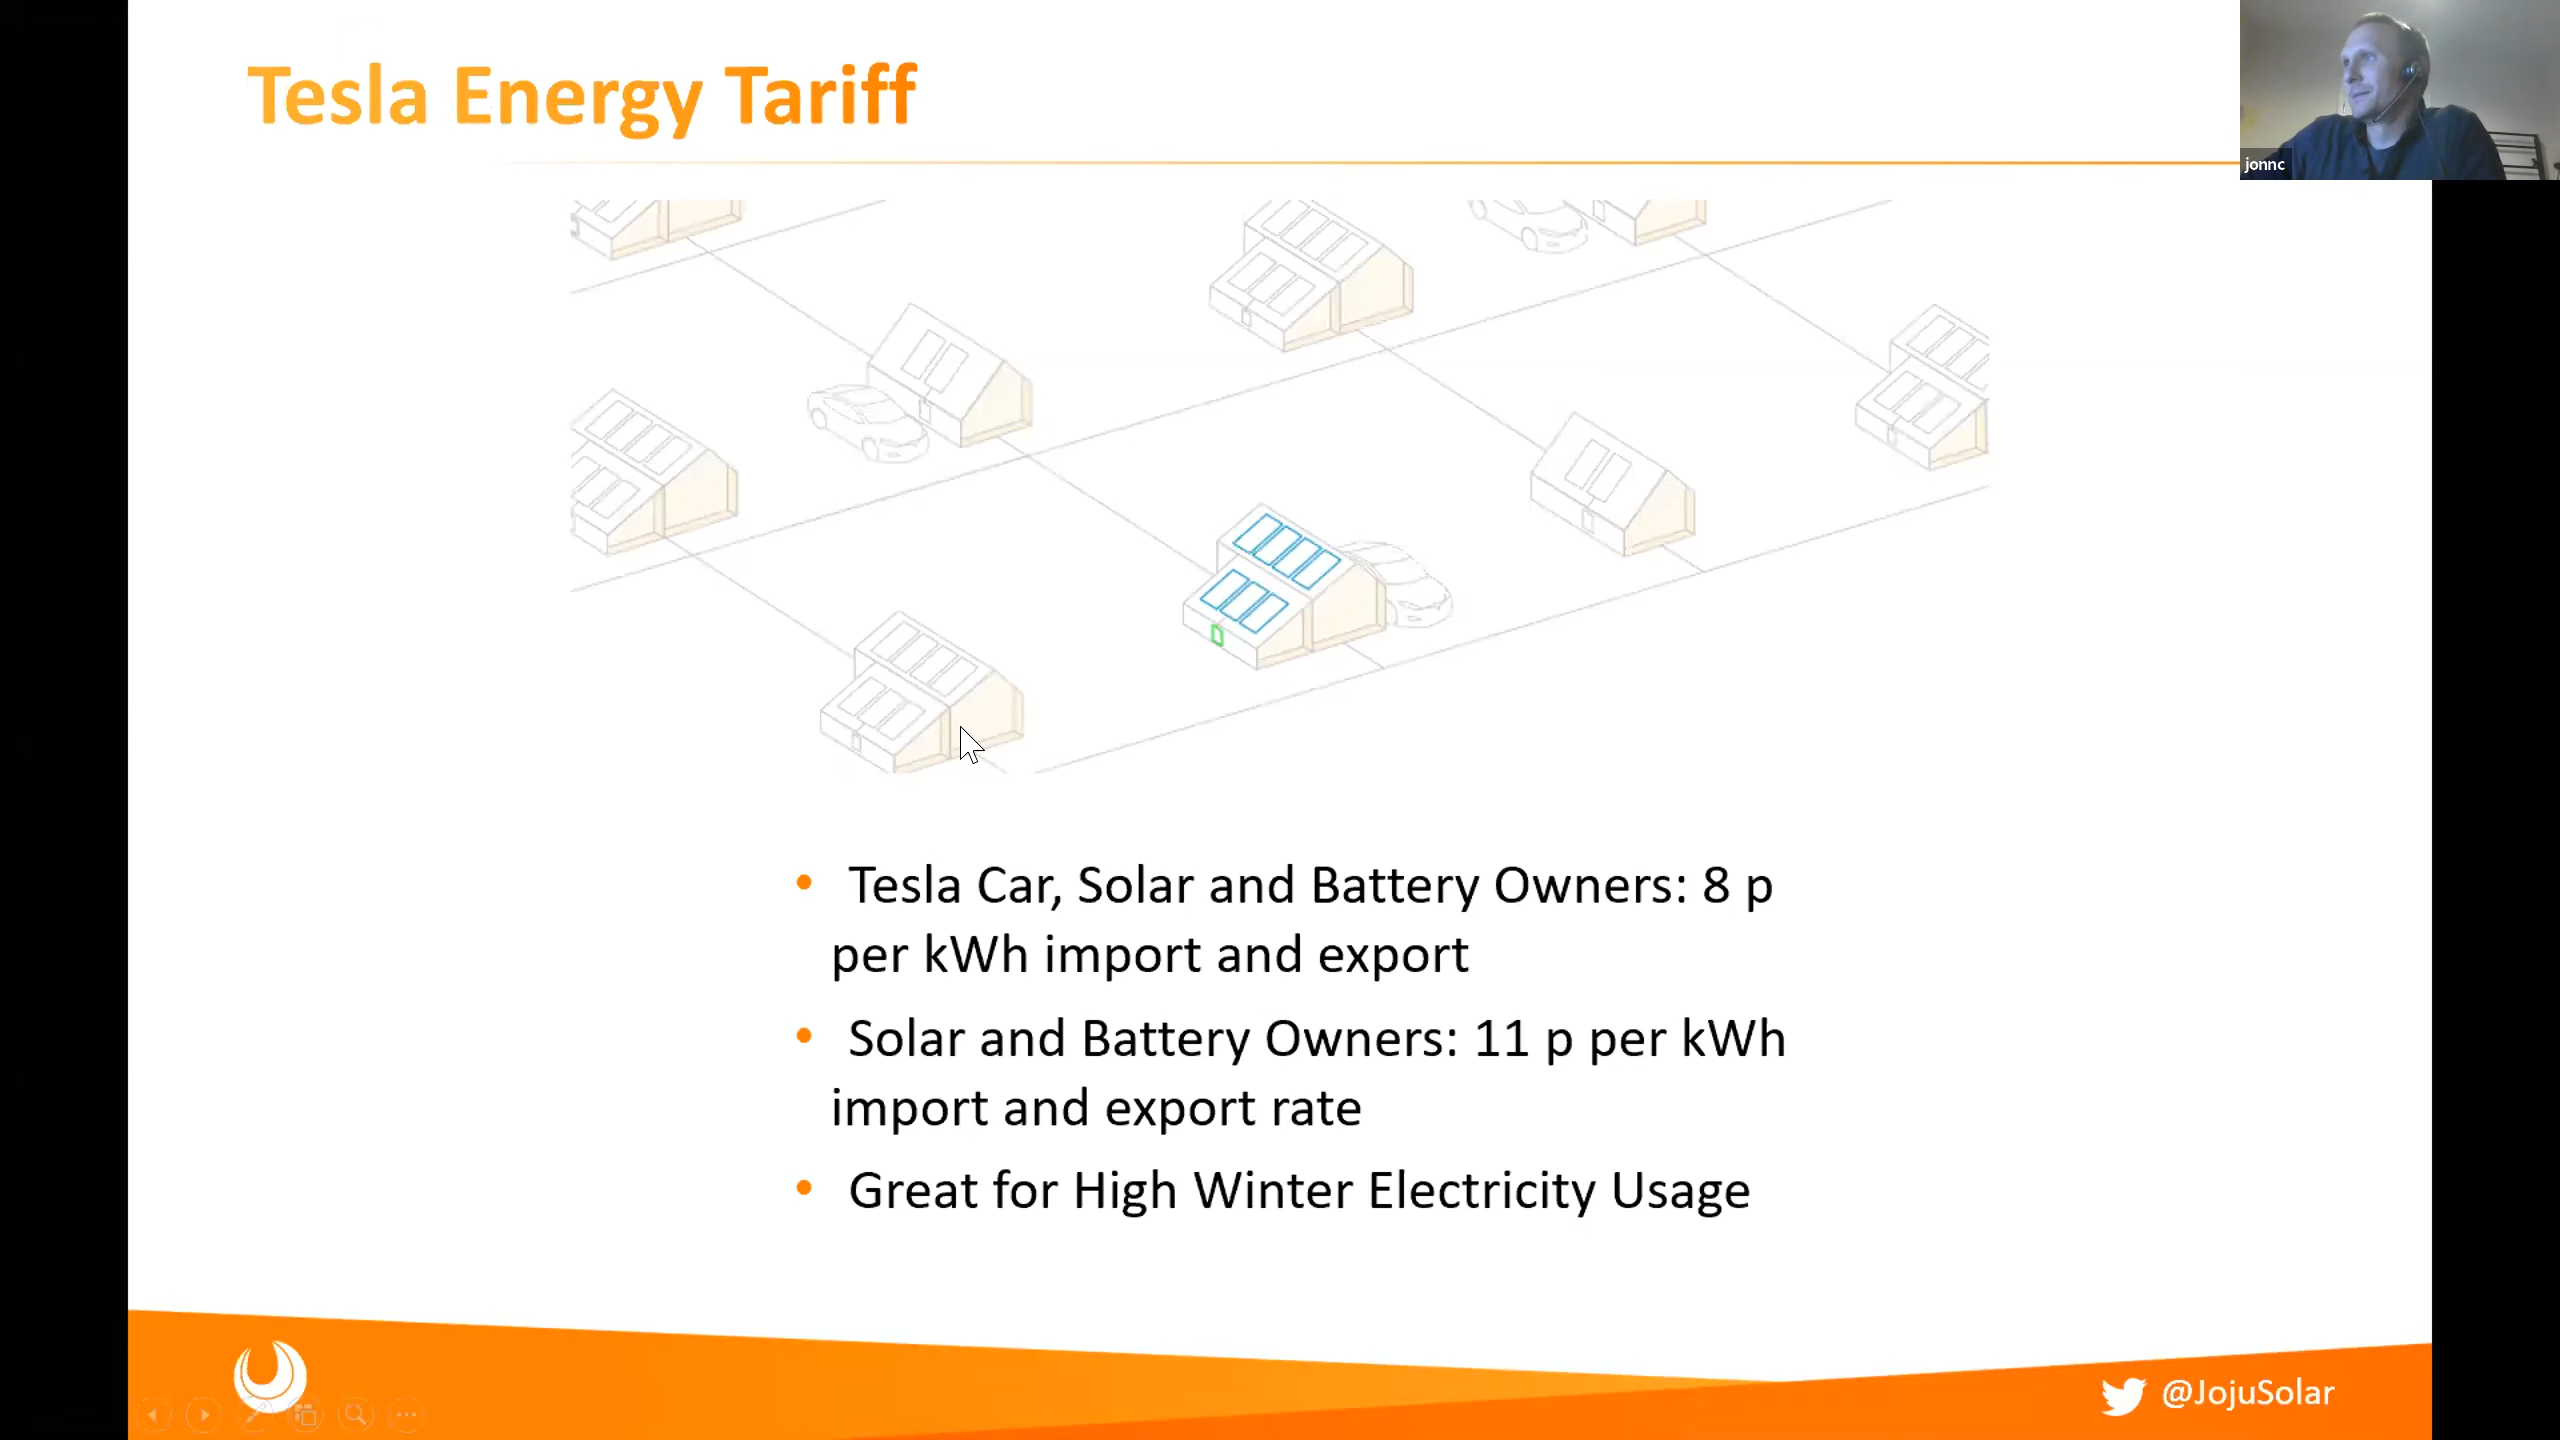 Tesla Energy Tariff
jonnc
• Tesla Car, Solar and Battery Owners: 8 p
per kWh import and export
• Solar and Battery Owners: 11 p per kWh
import and export rate
• Great for High Winter Electricity Usage
@JojuSolar